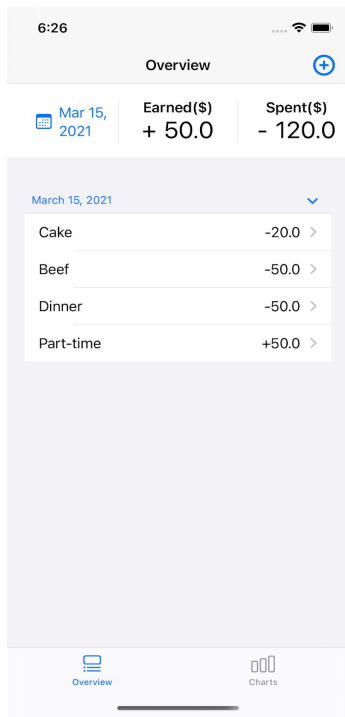 6:26
Overview
Mar 15,
2021
Earned($)
+ 50.0
Spent($)
- 120.0
March 15, 2021
Cake -20.0
Beef -50.0
Dinner -50.0
Part-time +50.0
Overview Charts